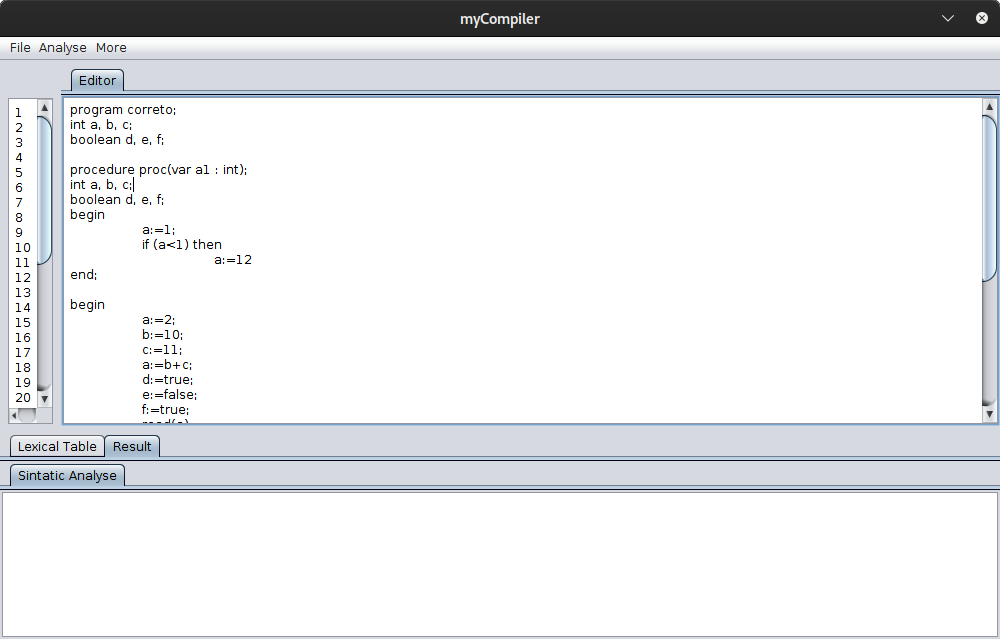 myCompiler
File Analyse More
Editor
1 program correto;
2 int a, b, c;
3 boolean d, e, f;
4
5 procedure proc(var a1 : int);
6 int a, b, c;
7 boolean d, e, f;
8 begin
9 a:=1;
10 if (a<1) then
11 a:=12
12 end;
13
14 begin
15 a:=2;
16 b:=10;
17 c:=11;
18 a:=b+c;
19 d:=true;
20 e:=false;
f:=true;
Lexical Table Result
Sintatic Analyse